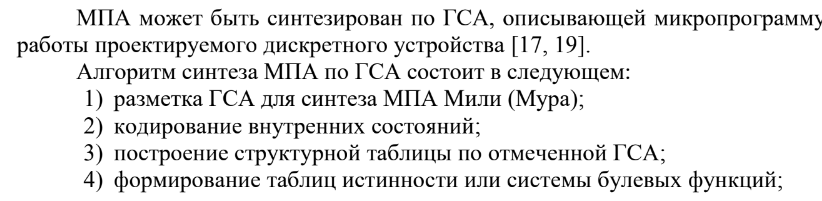 МПА может быть синтезирован по ГСА, описывающей микропрограмму
работы проектируемого дискретного устройства [17, 19].
Алгоритм синтеза МПА по ГСА состоит в следующем:
1) разметка ГСА для синтеза МПА Мили (Мура);
2) кодирование внутренних состояний;
3) построение структурной таблицы по отмеченной ГСА;
4) формирование таблиц истинности или системы булевых функций;